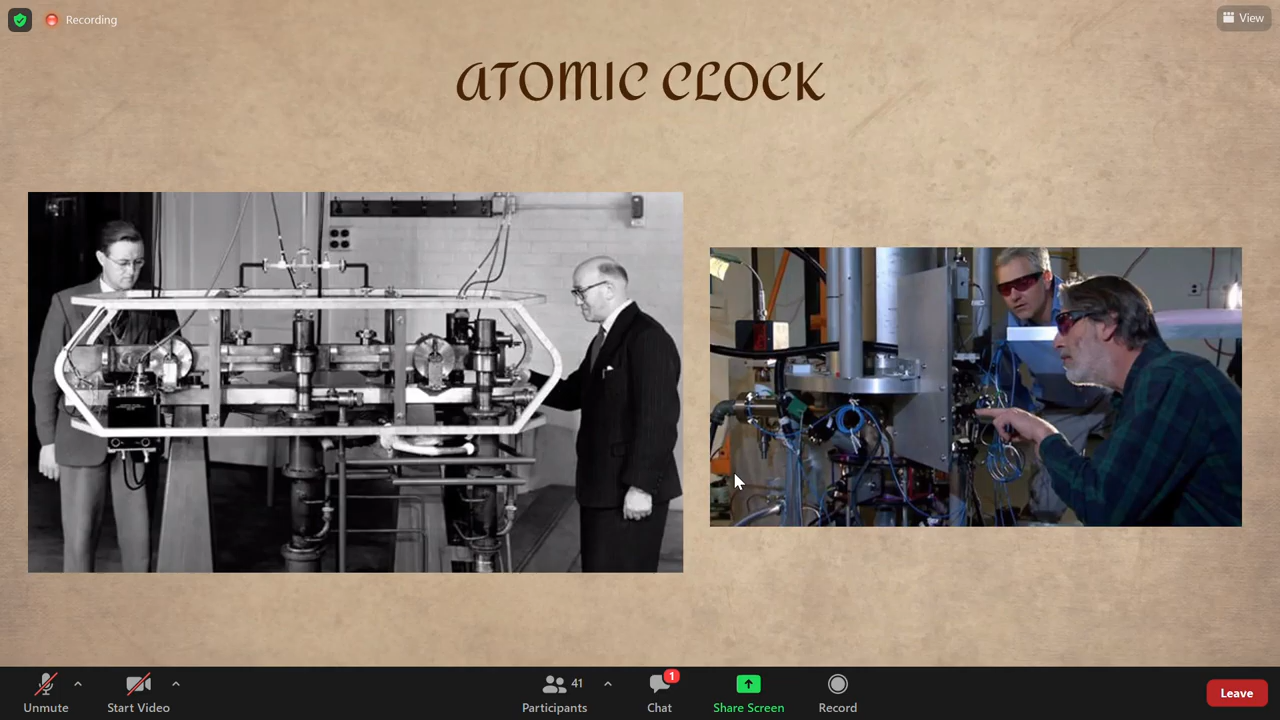 Recording
View
ATOMIC CLOCK
Unmute
Start Video
41
Participants
1
Chat
Share Screen
Record
Leave